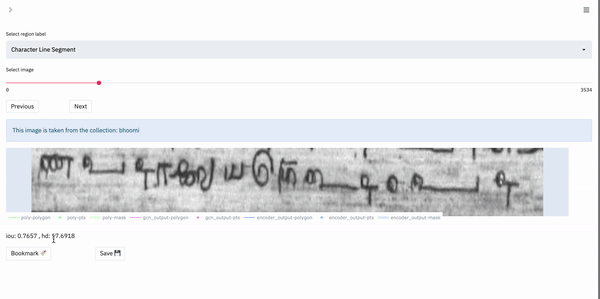 Select region label
Character Line Segment
Select image
0 3534
Previous Next
This image is taken from the collection: bhoomi
poly-polygon poly-pts poly-mask gcn_output-polygon gcn_output-pts encoder_output-polygon encoder_output-pts encoder_output-mask
iou: 0.7657 , hd: 97.6918
Bookmark 🚀 Save 💾